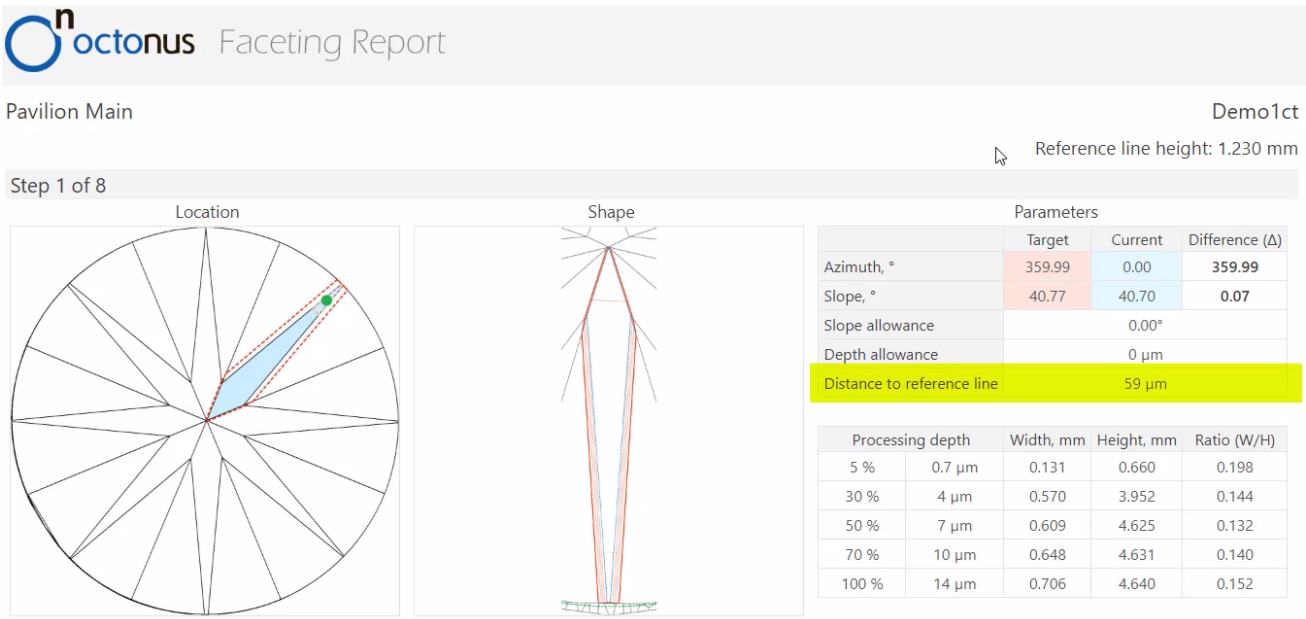 octonus Faceting Report
Pavilion Main Demo1ct
Reference line height: 1.230 mm
Step 1 of 8
Location Shape Parameters
Target Current Difference (Δ)
Azimuth, ° 359.99 0.00 359.99
Slope, ° 40.77 40.70 0.07
Slope allowance 0.00°
Depth allowance 0 µm
Distance to reference line 59 µm
Processing depth Width, mm Height, mm Ratio (W/H)
5 % 0.7 µm 0.131 0.660 0.198
30 % 4 µm 0.570 3.952 0.144
50 % 7 µm 0.609 4.625 0.132
70 % 10 µm 0.648 4.631 0.140
100 % 14 µm 0.706 4.640 0.152